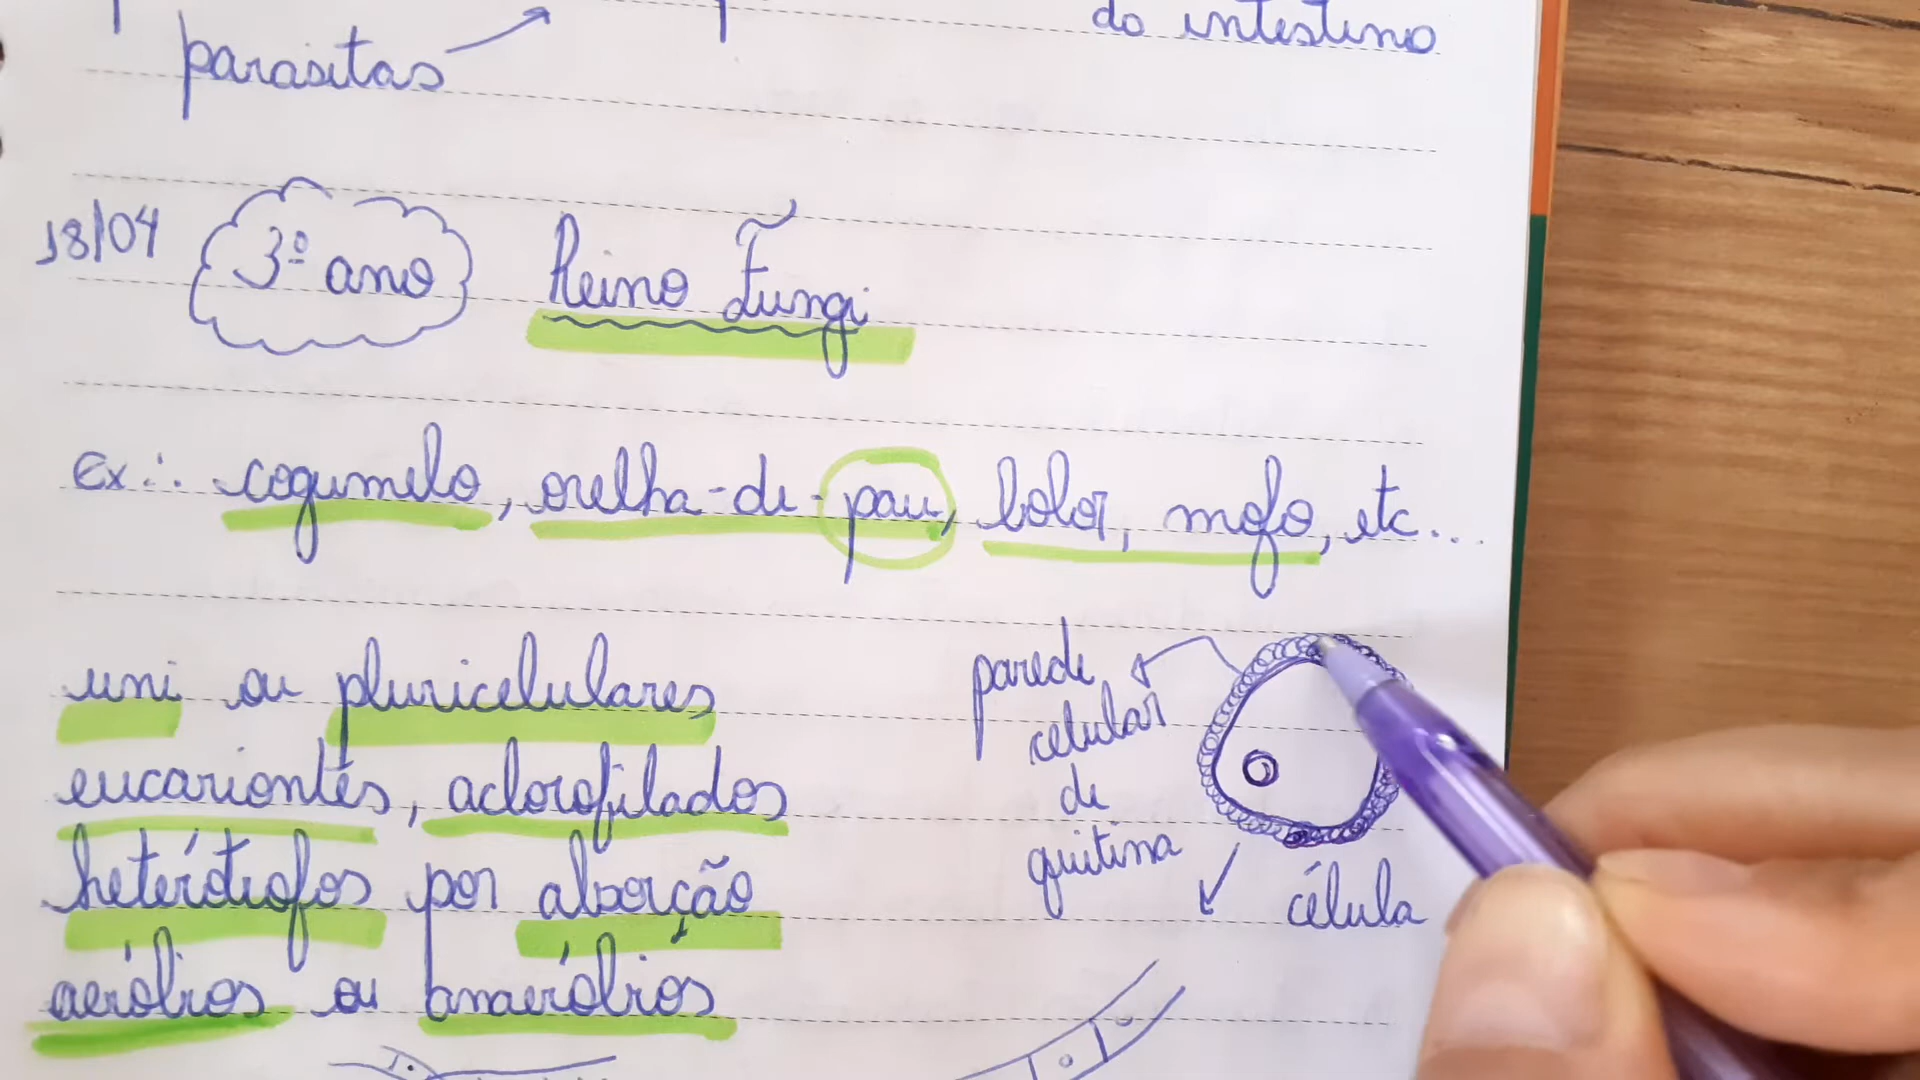 do intestino
parasitas
18/04 3º ano Reino Fungi
Ex.: cogumelo, orelha-de-pau, bolor, mofo, etc...
uni ou pluricelulares
eucariontes, aclorofilados
heterótrofos por absorção
aeróbios ou anaeróbios
parede
celular
de
quitina
célula